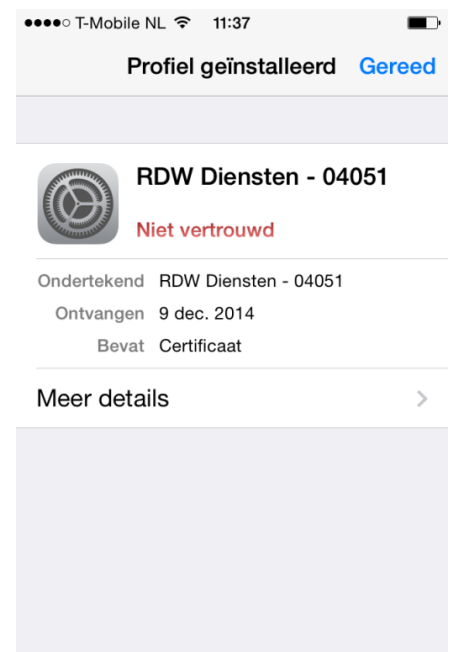 T-Mobile NL 11:37
Profiel geïnstalleerd Gereed
RDW Diensten - 04051
Niet vertrouwd
Ondertekend RDW Diensten - 04051
Ontvangen 9 dec. 2014
Bevat Certificaat
Meer details